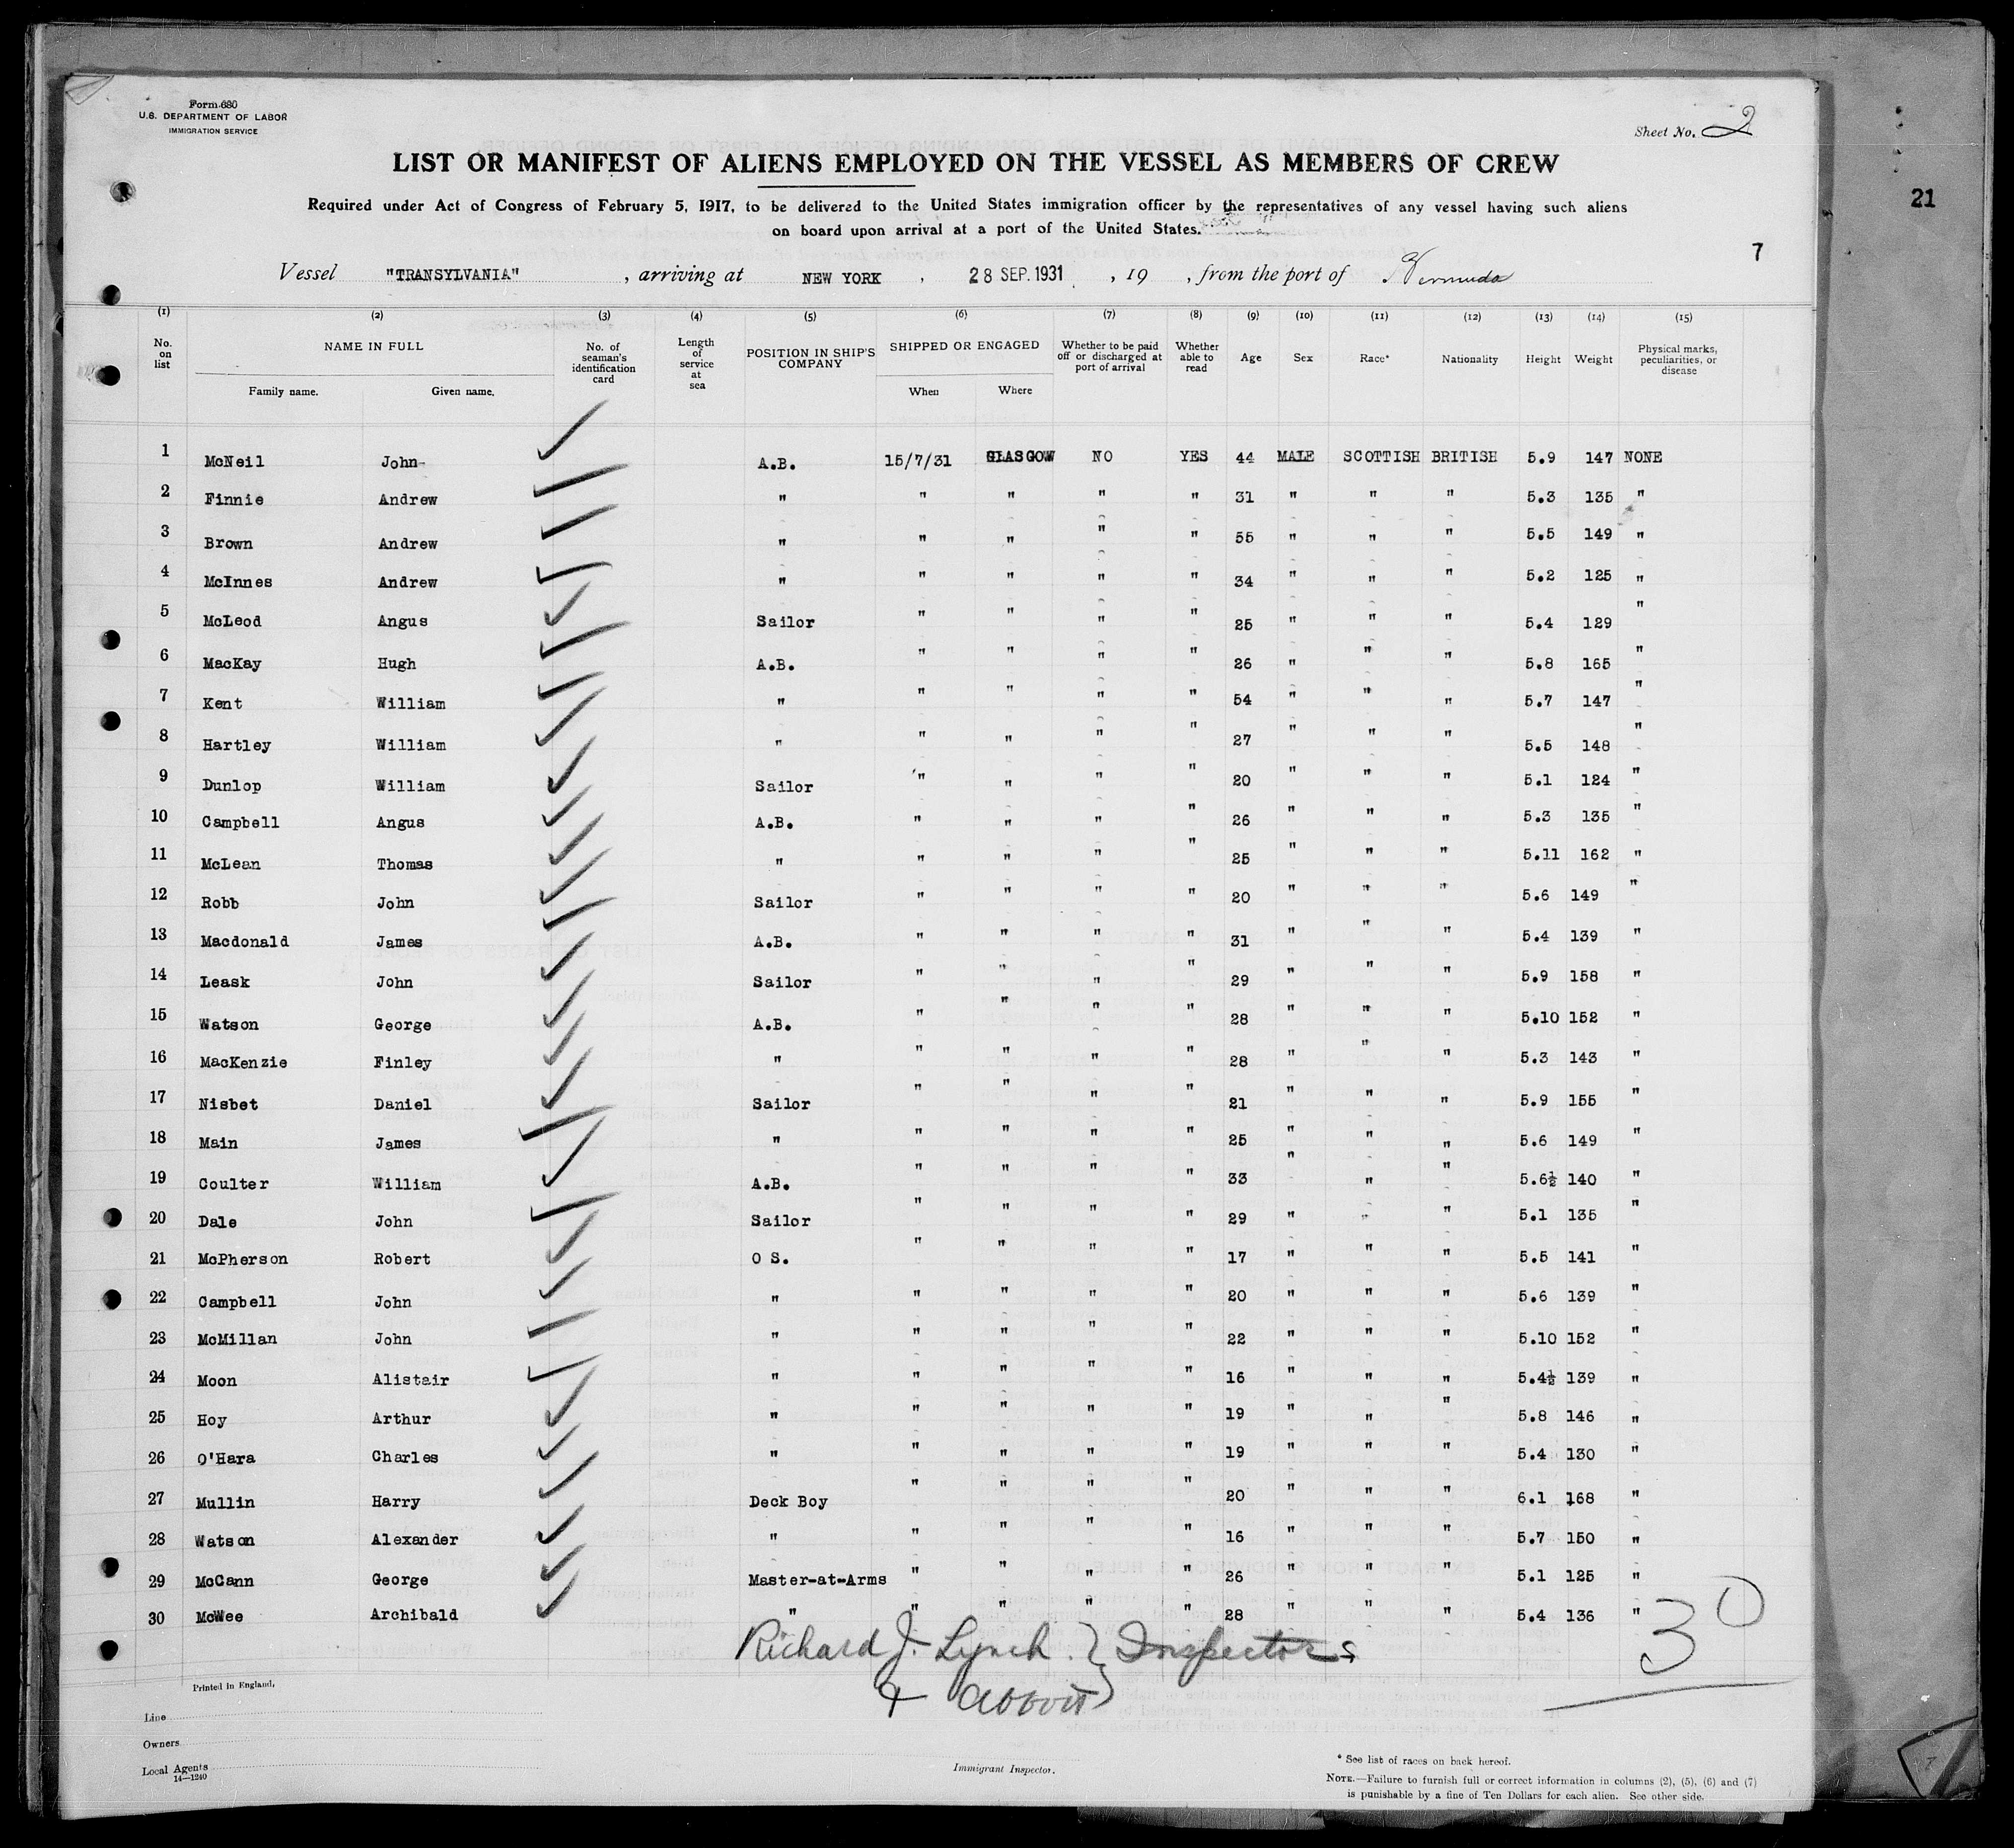 Form 680
U.S. DEPARTMENT OF LABOR
IMMIGRATION SERVICE
Sheet No. 2
LIST OR MANIFEST OF ALIENS EMPLOYED ON THE VESSEL AS MEMBERS OF CREW
21
Required under Act of Congress of February 5, 1917, to be delivered to the United States immigration officer by the representatives of any vessel having such aliens
on board upon arrival at a port of the United States.
7
Vessel "TRANSYLVANIA", arriving at NEW YORK, 28 SEP. 1931, 19 , from the port of Bermuda
(1) (2) (3) (4) (5) (6) (7) (8) (9) (10) (11) (12) (13) (14) (15)
No. on list NAME IN FULL Family name. Given name. No. of seaman's identification card Length of service at sea POSITION IN SHIP'S COMPANY SHIPPED OR ENGAGED When Where Whether to be paid off or discharged at port of arrival Whether able to read Age Sex Race* Nationality Height Weight Physical marks, peculiarities, or disease
1 McNeil John A.B. 15/7/31 GLASGOW NO YES 44 MALE SCOTTISH BRITISH 5.9 147 NONE
2 Finnie Andrew " " " " " 31 " " " 5.3 135 "
3 Brown Andrew " " " " " 55 " " " 5.5 149 "
4 McInnes Andrew " " " " " 34 " " " 5.2 125 "
5 McLeod Angus Sailor " " " " 25 " " " 5.4 129 "
6 MacKay Hugh A.B. " " " " 26 " " " 5.8 165 "
7 Kent William " " " " " 54 " " " 5.7 147 "
8 Hartley William " " " " " 27 " " " 5.5 148 "
9 Dunlop William Sailor " " " " 20 " " " 5.1 124 "
10 Campbell Angus A.B. " " " " 26 " " " 5.3 135 "
11 McLean Thomas " " " " " 25 " " " 5.11 162 "
12 Robb John Sailor " " " " 20 " " " 5.6 149 "
13 Macdonald James A.B. " " " " 31 " " " 5.4 139 "
14 Leask John Sailor " " " " 29 " " " 5.9 158 "
15 Watson George A.B. " " " " 28 " " " 5.10 152 "
16 MacKenzie Finley " " " " " 28 " " " 5.3 143 "
17 Nisbet Daniel Sailor " " " " 21 " " " 5.9 155 "
18 Main James " " " " " 25 " " " 5.6 149 "
19 Coulter William A.B. " " " " 33 " " " 5.6½ 140 "
20 Dale John Sailor " " " " 29 " " " 5.1 135 "
21 McPherson Robert O S. " " " " 17 " " " 5.5 141 "
22 Campbell John " " " " " 20 " " " 5.6 139 "
23 McMillan John " " " " " 22 " " " 5.10 152 "
24 Moon Alistair " " " " " 16 " " " 5.4½ 139 "
25 Hoy Arthur " " " " " 19 " " " 5.8 146 "
26 O'Hara Charles " " " " " 19 " " " 5.4 130 "
27 Mullin Harry Deck Boy " " " " 20 " " " 6.1 168 "
28 Watson Alexander " " " " " 16 " " " 5.7 150 "
29 McCann George Master-at-Arms " " " " 26 " " " 5.1 125 "
30 McWee Archibald " " " " " 28 " " " 5.4 136 "
30
Richard J. Lynch } Inspectors
+ Abbott }
Printed in England.
Line
Owners
Local Agents
14—1240
Immigrant Inspector.
* See list of races on back hereof.
NOTE.—Failure to furnish full or correct information in columns (2), (5), (6) and (7)
is punishable by a fine of Ten Dollars for each alien. See other side.